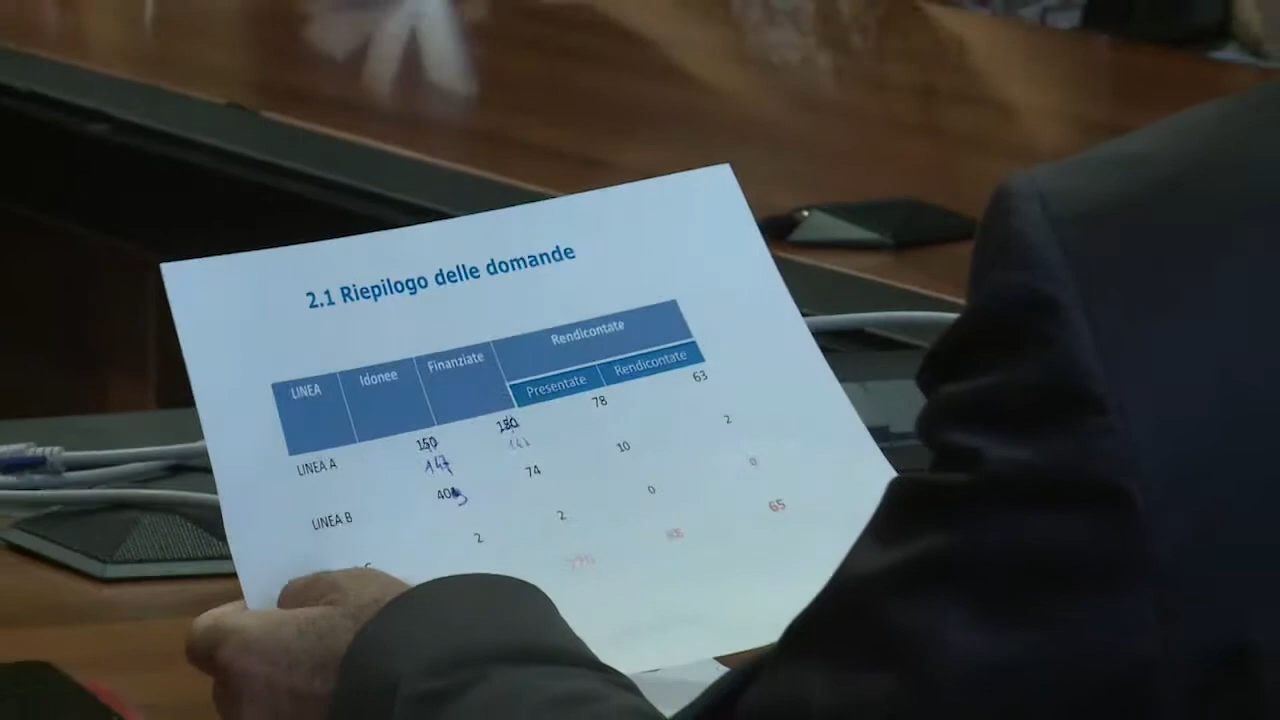 2.1 Riepilogo delle domande
LINEA Idonee Finanziate Rendicontate
Presentate Rendicontate
LINEA A 150 150 78 63
147
LINEA B 74 10 2
2 2 0 0
65